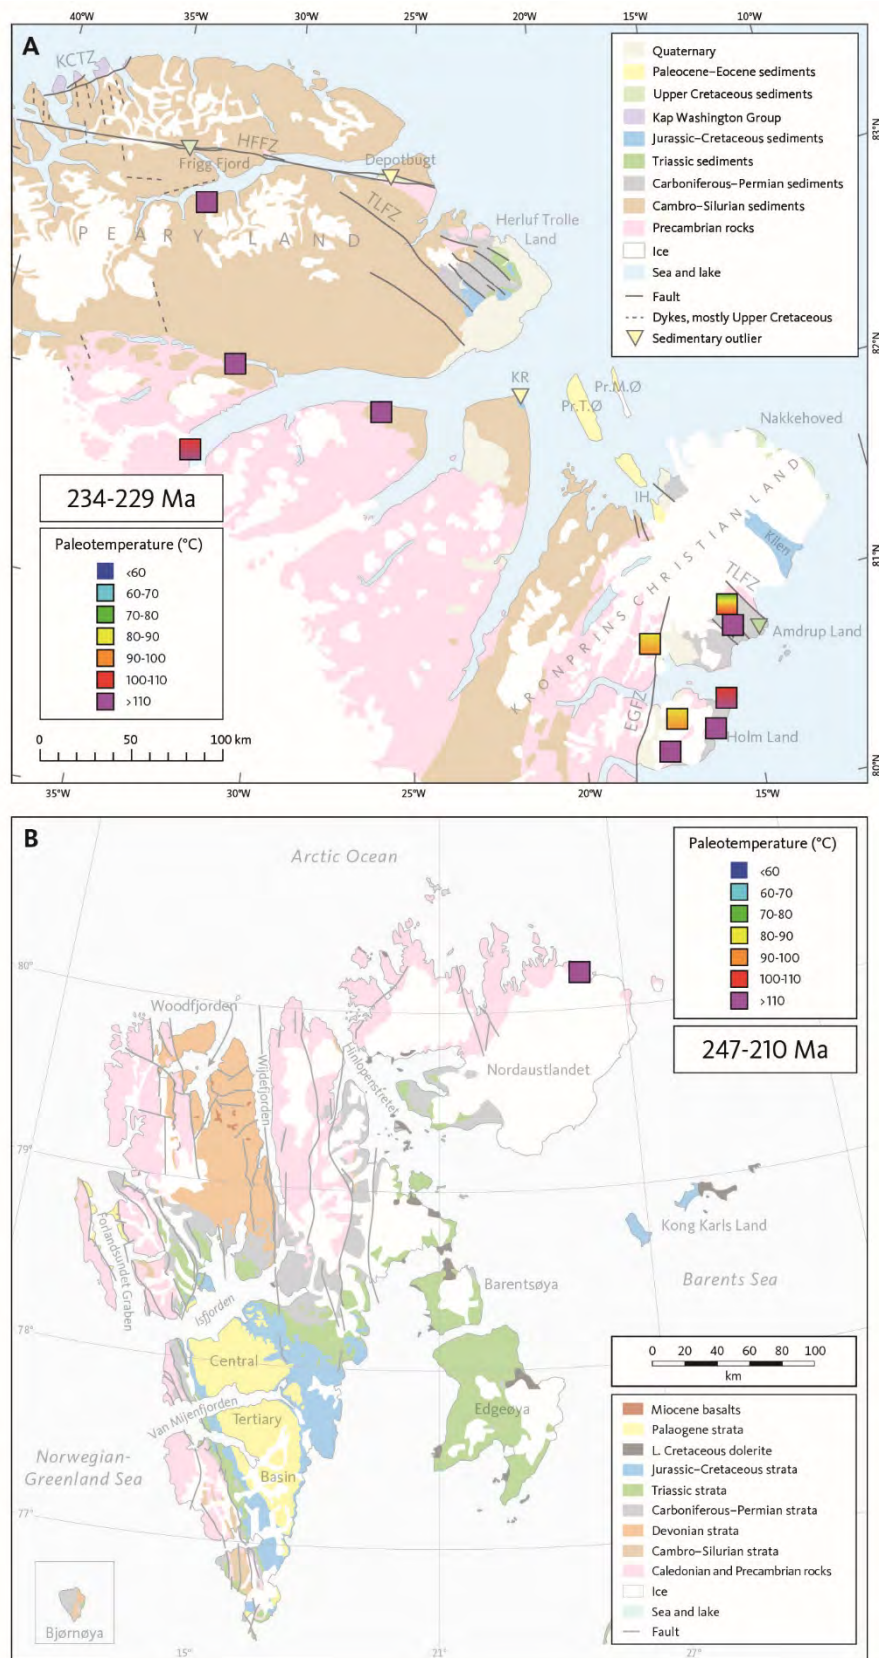 40°W 35°W 30°W 25°W 20°W 15°W 10°W
A
KCTZ
HFFZ
Frigg Fjord
Depotbugt
TLFZ
PEARY LAND
Herluf Trolle
Land
83°N
82°N
81°N
80°N
KR
Pr.M.Ø
Pr.T.Ø
Nakkehoved
IH
KRONPRINS CHRISTIAN LAND
Kilen
TLFZ
Amdrup Land
EGFZ
Holm Land
Quaternary
Paleocene–Eocene sediments
Upper Cretaceous sediments
Kap Washington Group
Jurassic–Cretaceous sediments
Triassic sediments
Carboniferous–Permian sediments
Cambro–Silurian sediments
Precambrian rocks
Ice
Sea and lake
Fault
Dykes, mostly Upper Cretaceous
Sedimentary outlier
234-229 Ma
Paleotemperature (°C)
<60
60-70
70-80
80-90
90-100
100-110
>110
0 50 100 km
35°W 30°W 25°W 20°W 15°W
B
Arctic Ocean
Paleotemperature (°C)
<60
60-70
70-80
80-90
90-100
100-110
>110
247-210 Ma
80°
79°
78°
77°
Woodfjorden
Wijdefjorden
Hinlopenstretet
Nordaustlandet
Kong Karls Land
Forlandsundet Graben
Isfjorden
Barentsøya
Barents Sea
Central
Van Mijenfjorden
Tertiary
Edgeøya
Basin
Norwegian-
Greenland Sea
0 20 40 60 80 100
km
Miocene basalts
Palaogene strata
L. Cretaceous dolerite
Jurassic–Cretaceous strata
Triassic strata
Carboniferous–Permian strata
Devonian strata
Cambro–Silurian strata
Caledonian and Precambrian rocks
Ice
Sea and lake
Fault
Bjørnøya
15° 21° 27°